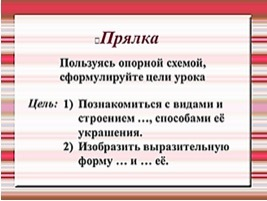 Прялка
Пользуясь опорной схемой,
сформулируйте цели урока
Цель: 1) Познакомиться с видами и
строением …, способами её
украшения.
2) Изобразить выразительную
форму … и … её.